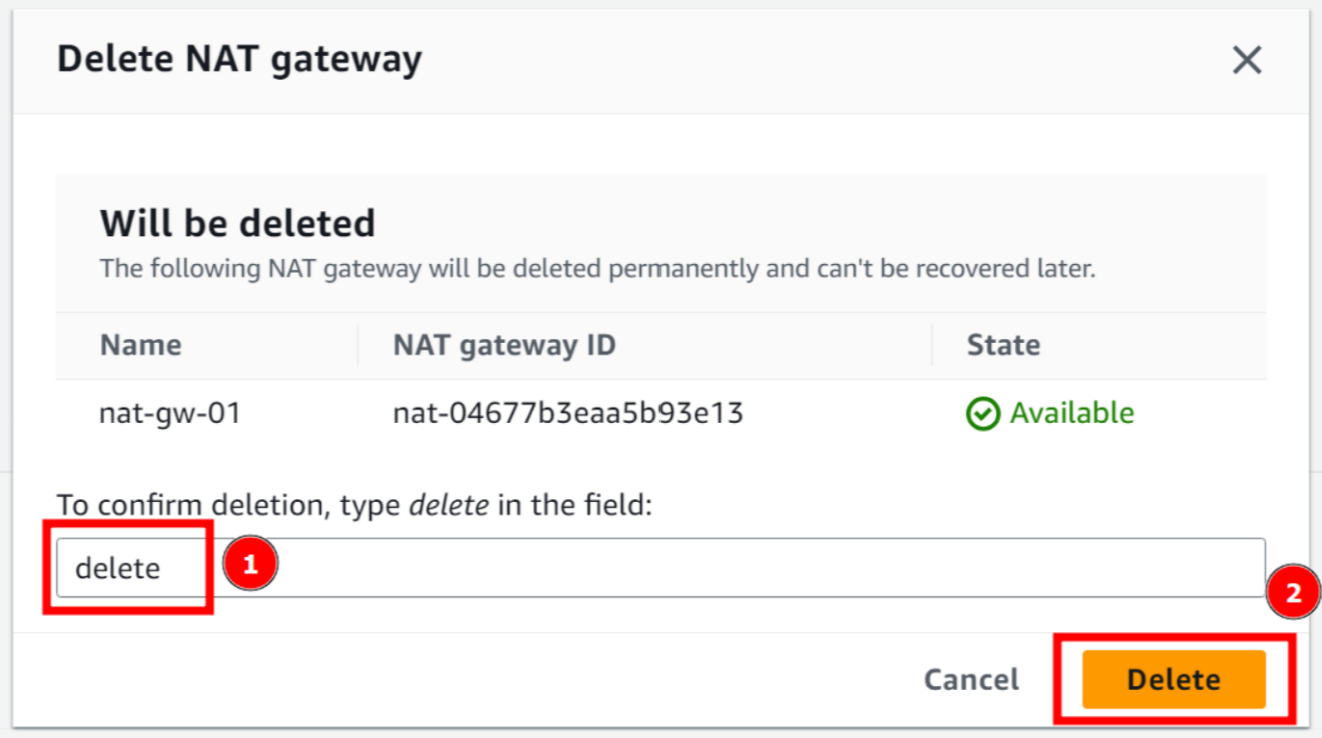 Delete NAT gateway
Will be deleted
The following NAT gateway will be deleted permanently and can't be recovered later.
Name NAT gateway ID State
nat-gw-01 nat-04677b3eaa5b93e13 Available
To confirm deletion, type delete in the field:
delete 1
2
Cancel Delete